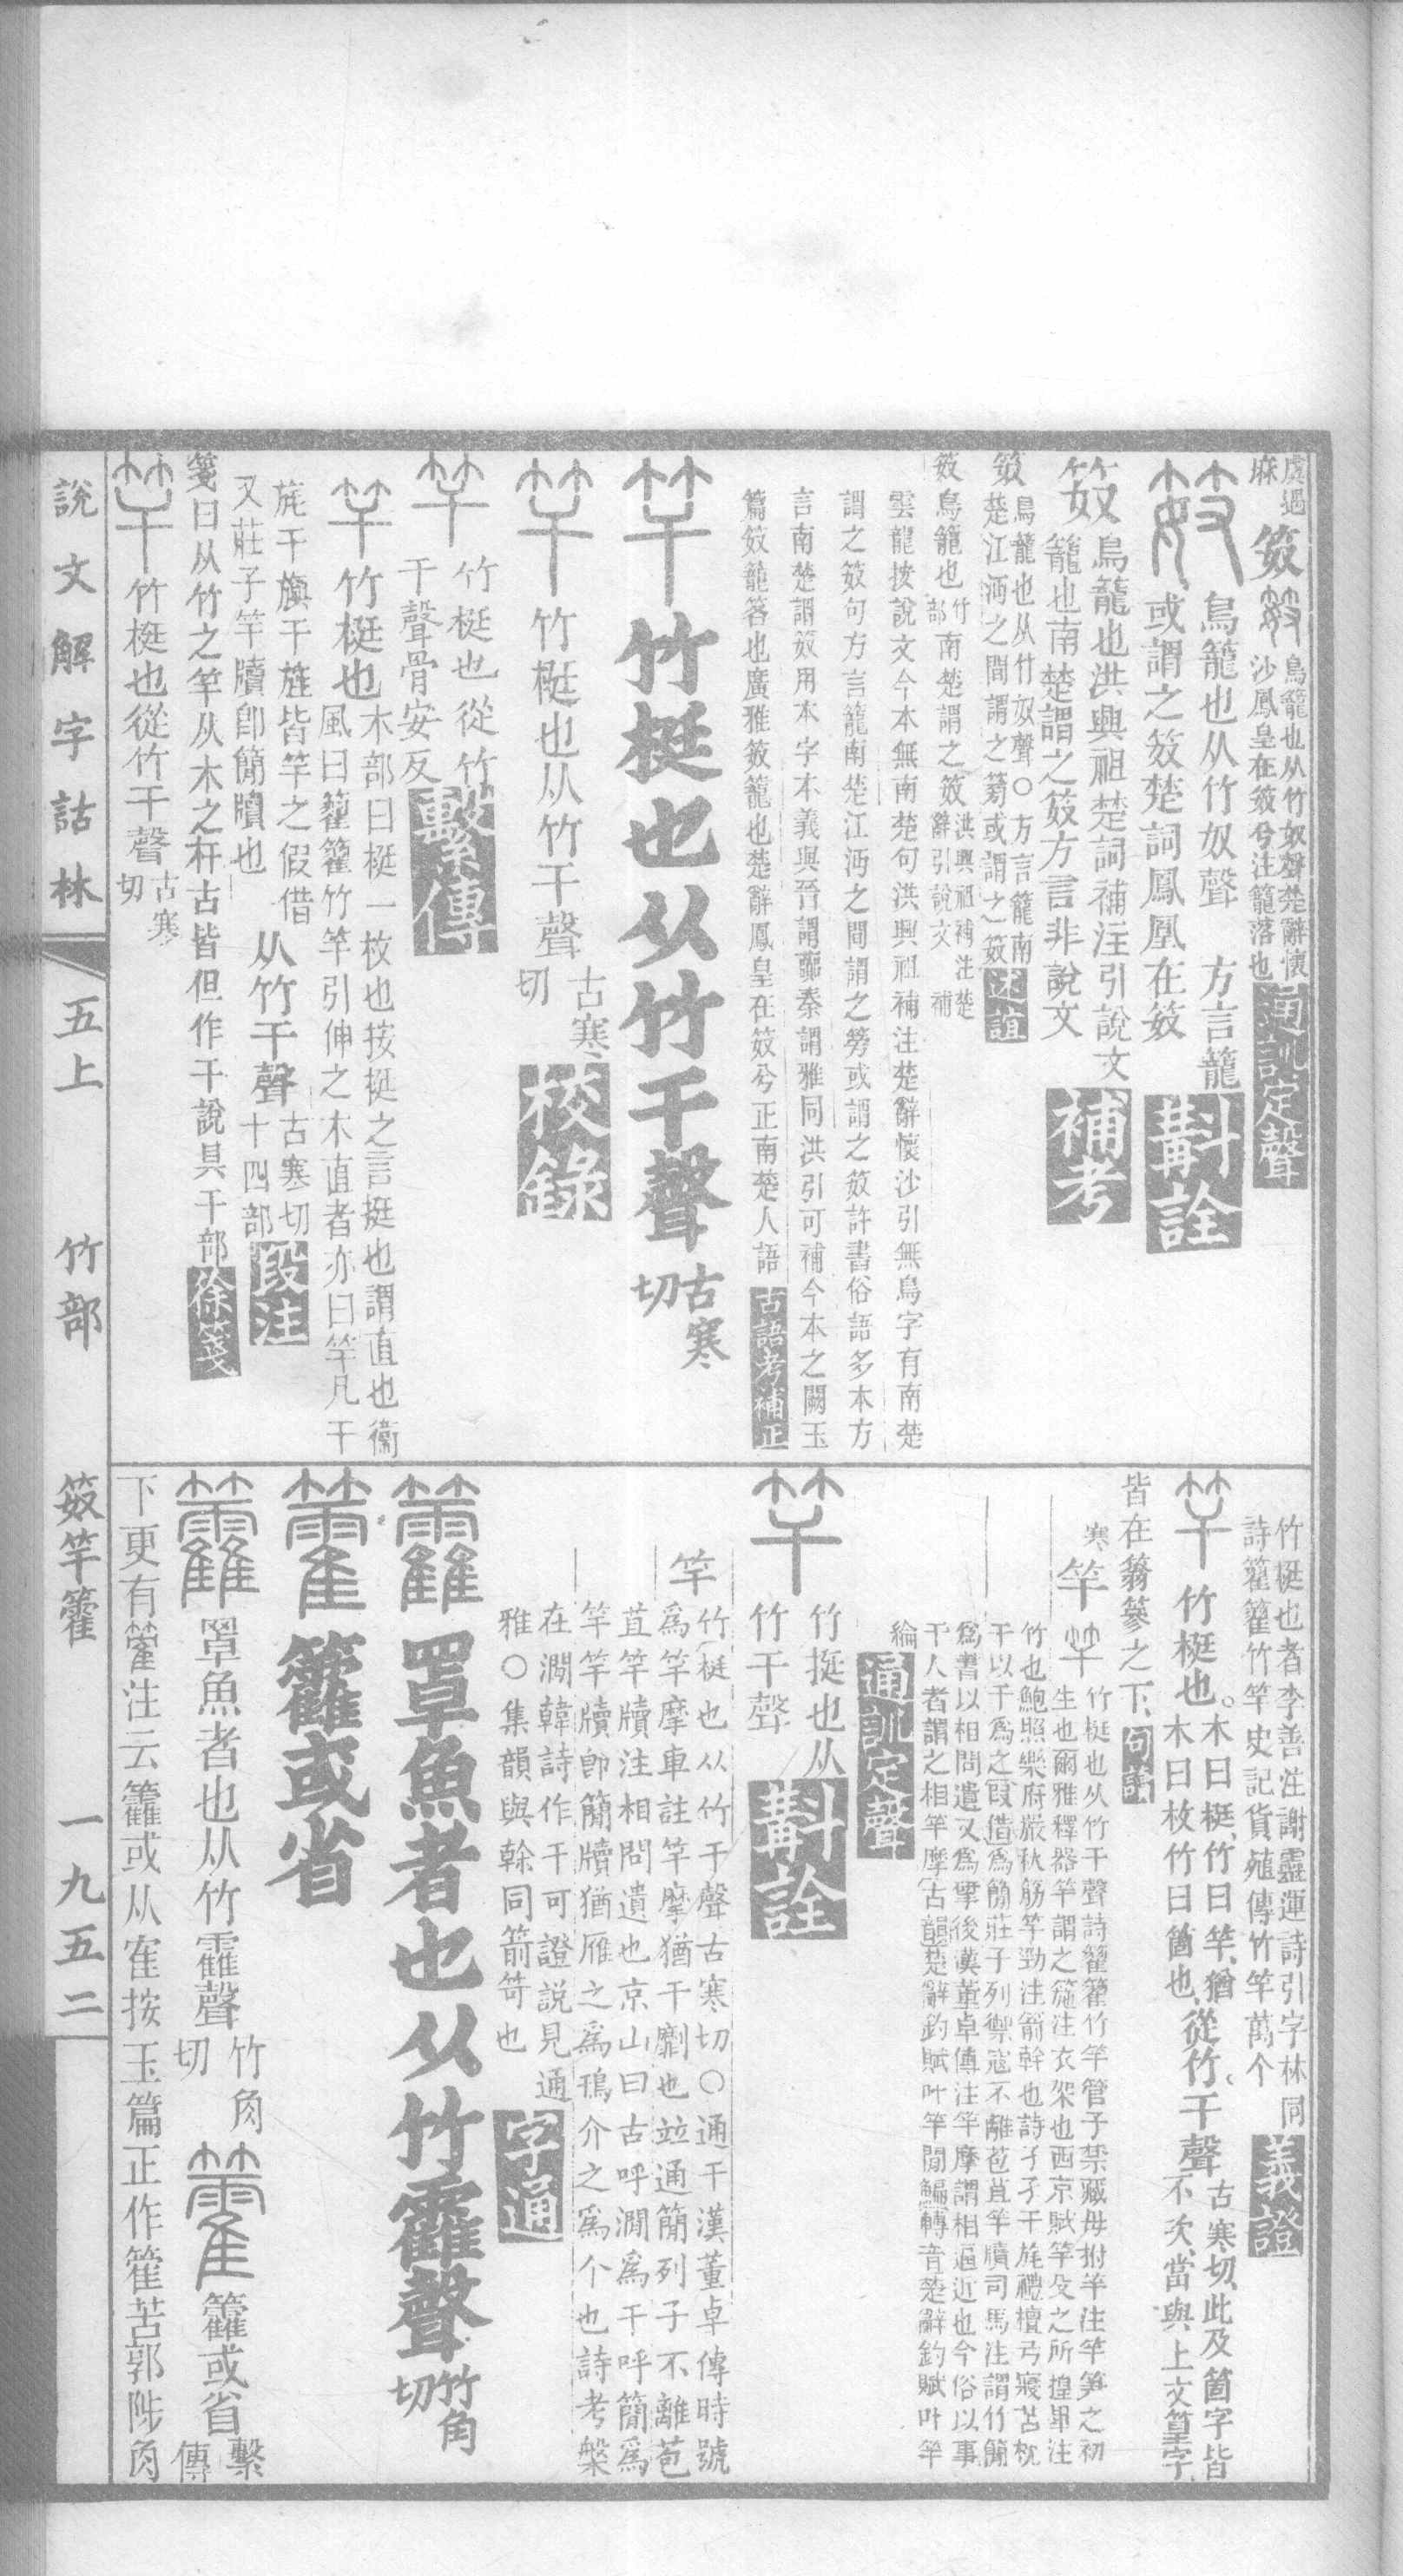 虞遇
麻
笯 鳥籠也从竹奴聲楚辭懷
沙鳳皇在笯兮注籠落也 通訓定聲
鳥籠也从竹奴聲 方言籠
或謂之笯楚詞鳳凰在笯 斠詮
笯鳥籠也洪興祖楚詞補注引說文
籠也南楚謂之笯方言非說文 補考
笯鳥籠也从竹奴聲○方言籠南
楚江沔之間謂之篣或謂之笯 述誼
笯鳥籠也竹部南楚謂之笯洪興祖補注楚
辭引說文 補
雲龍按說文今本無南楚句洪興祖補注楚辭懷沙引無鳥字有南楚
謂之笯句方言籠南楚江沔之間謂之篣或謂之笯許書俗語多本方
言南楚謂笯用本字本義與晉謂秦謂雅同洪引可補今本之闕玉
篇笯籠筶也廣雅笯籠也楚辭鳳皇在笯兮正南楚人語 古語考補正
竿 竹梃也从竹干聲古寒切
竿 竹梃也从竹干聲古寒切 校錄
竿 竹梃也從竹
干聲骨安反 繫傳
竿 竹梃也木部曰梃一枚也按梃之言挺也謂直也衞
風曰籊籊竹竿引伸之木直者亦曰竿凡干
旄干旟干旌皆竿之假借
又莊子竿牘卽簡牘也 从竹干聲古寒切
十四部 段注
箋曰从竹之竿从木之杆古皆但作干說具干部 徐箋
竿 竹梃也從竹干聲古寒切
竹梃也者李善注謝靈運詩引字林同
詩籊籊竹竿史記貨殖傳竹竿萬个 義證
竿 竹梃也。木曰梃竹曰竿猶
木曰枚竹曰箇也從竹干聲古寒切此及箇字皆
不次當與上文篁字
皆在篸之下 句讀
寒 竿 竹梃也从竹干聲詩籊籊竹竿管子禁藏毋拊竿注竿筍之初
生也爾雅釋器竿謂之箷注衣架也西京賦竿殳之所揘畢注
竹也鮑照樂府嚴秋筋竿勁注箭幹也詩孑孑干旄禮檀弓寢苫枕
干以干爲之叚借爲簡莊子列禦寇不離苞苴竿牘司馬注謂竹簡
爲書以相問遺又爲後漢董卓傳注竿摩謂相逼近也今俗以事
干人者謂之相竿摩古韻楚辭釣賦叶竿閒鯿轉音楚辭釣賦叶竿
綸 通訓定聲
竿 竹挺也从
竹干聲 斠詮
竿 竹梃也从竹干聲古寒切○通干漢董卓傳時號
爲竿摩車註竿摩猶干劘也竝通簡列子不離苞
苴竿牘注相問遺也京山曰古呼澗爲干呼簡爲
竿竿牘卽簡牘猶雁之爲鳱介之爲个也詩考槃
在澗韓詩作干可證說見通
雅○集韻與榦同箭笴也 字通
籗 罩魚者也从竹靃聲竹角切
籗 籗或省
籗 罩魚者也从竹靃聲竹角
切 籗或省繫
傳
下更有篧注云籗或从寉按玉篇正作篧苦郭陟角
說文解字詁林 五上 竹部 笯竿籗 一九五二